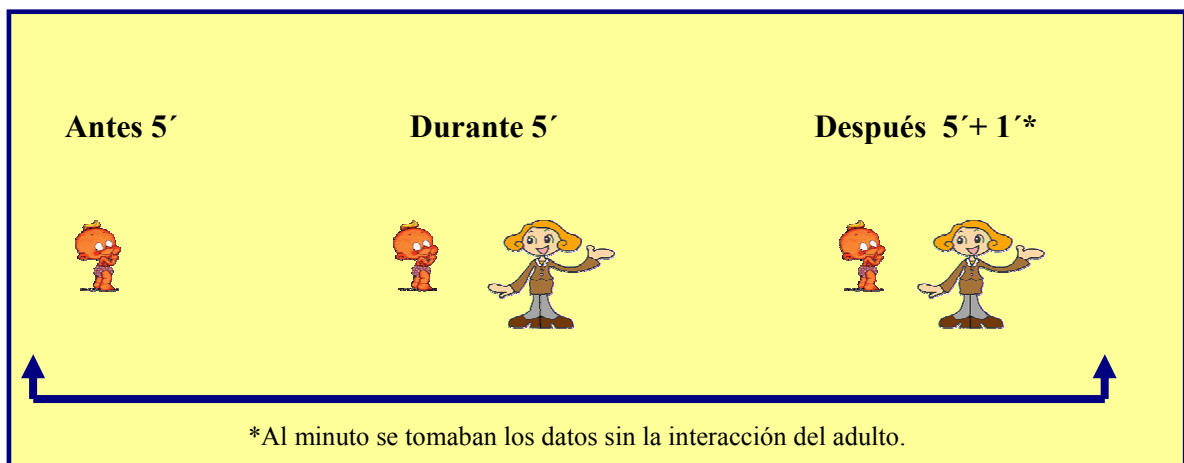 Antes 5´ Durante 5´ Después 5´+ 1´*
*Al minuto se tomaban los datos sin la interacción del adulto.